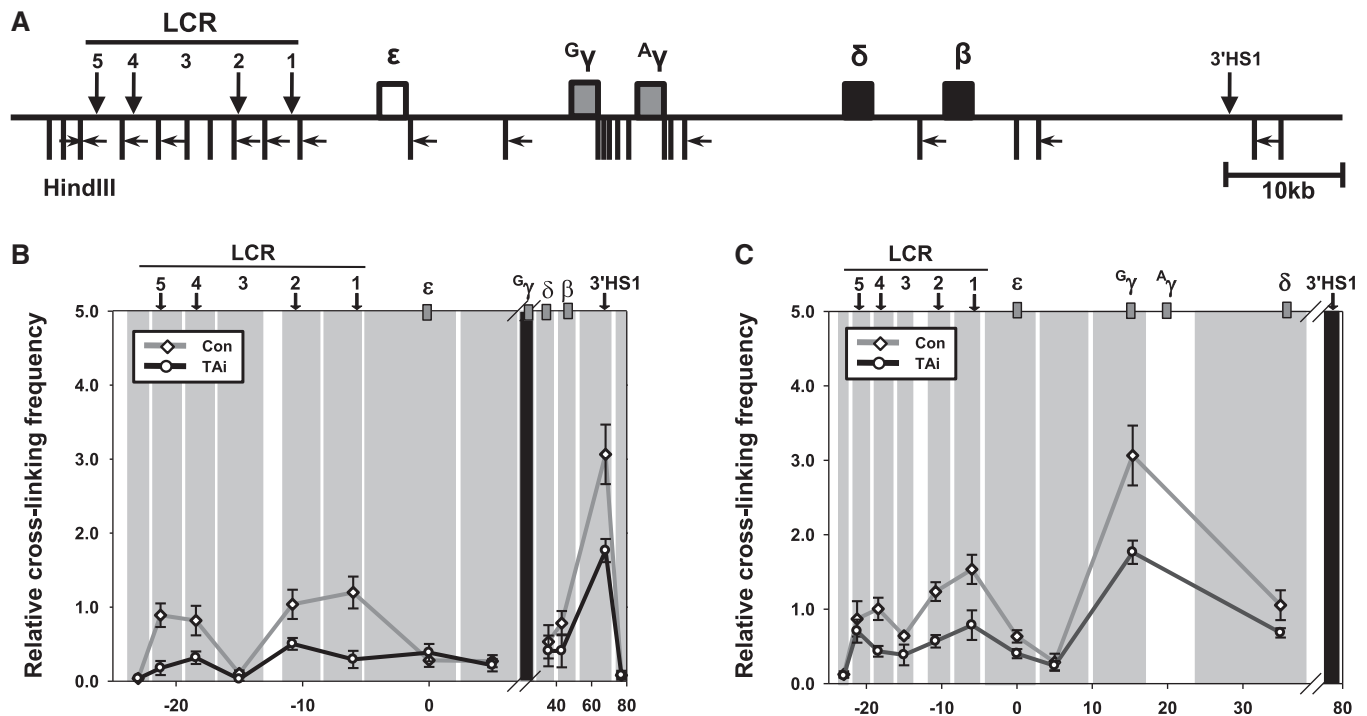 A
LCR
5 4 3 2 1
ε Gγ Aγ δ β 3'HS1
HindIII
10kb
B
LCR
5 4 3 2 1 ε Gγ δ β 3'HS1
Relative cross-linking frequency
5.0
4.0
3.0
2.0
1.0
0.0
Con
TAi
-20 -10 0 40 60 80
C
LCR
5 4 3 2 1 ε Gγ Aγ δ 3'HS1
Relative cross-linking frequency
5.0
4.0
3.0
2.0
1.0
0.0
Con
TAi
-20 -10 0 10 20 30 80